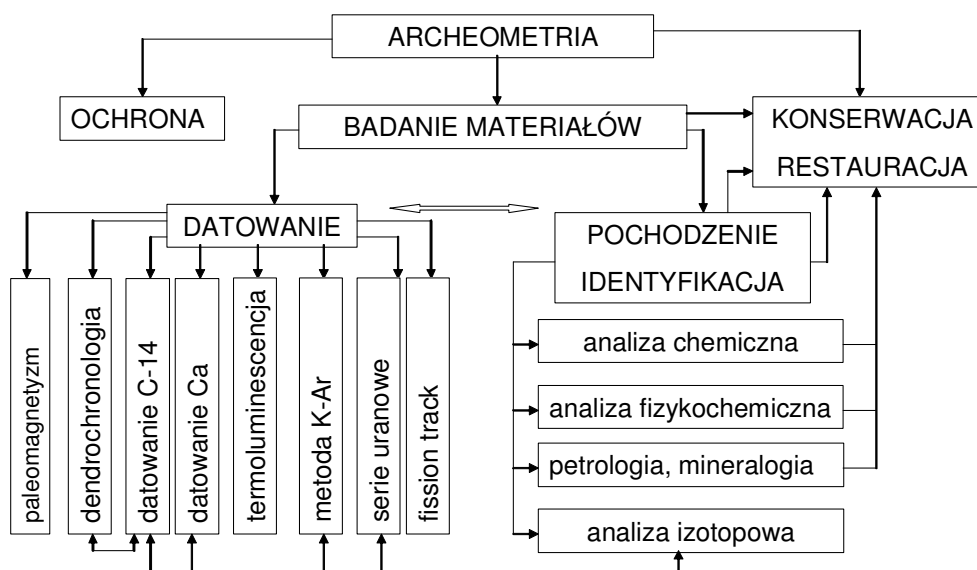 ARCHEOMETRIA
OCHRONA
BADANIE MATERIAŁÓW
KONSERWACJA
RESTAURACJA
DATOWANIE
POCHODZENIE
IDENTYFIKACJA
paleomagnetyzm
dendrochronologia
datowanie C-14
datowanie Ca
termoluminescencja
metoda K-Ar
serie uranowe
fission track
analiza chemiczna
analiza fizykochemiczna
petrologia, mineralogia
analiza izotopowa